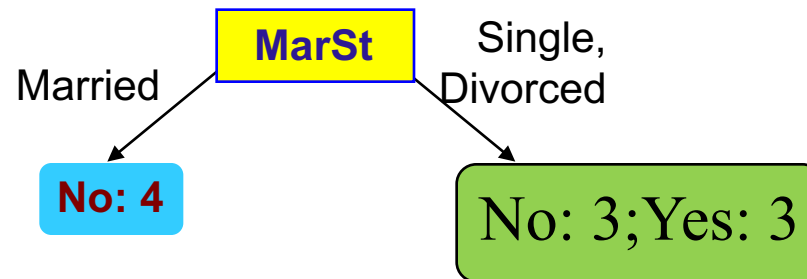 MarSt
Single,
Divorced
Married
No: 4
No: 3;Yes: 3